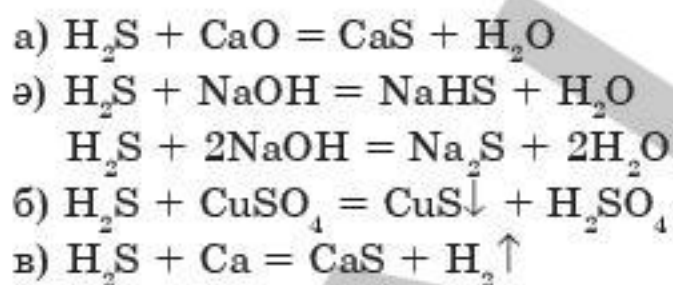 а) H₂S + CaO = CaS + H₂O
ә) H₂S + NaOH = NaHS + H₂O
H₂S + 2NaOH = Na₂S + 2H₂O
б) H₂S + CuSO₄ = CuS↓ + H₂SO₄
в) H₂S + Ca = CaS + H₂↑